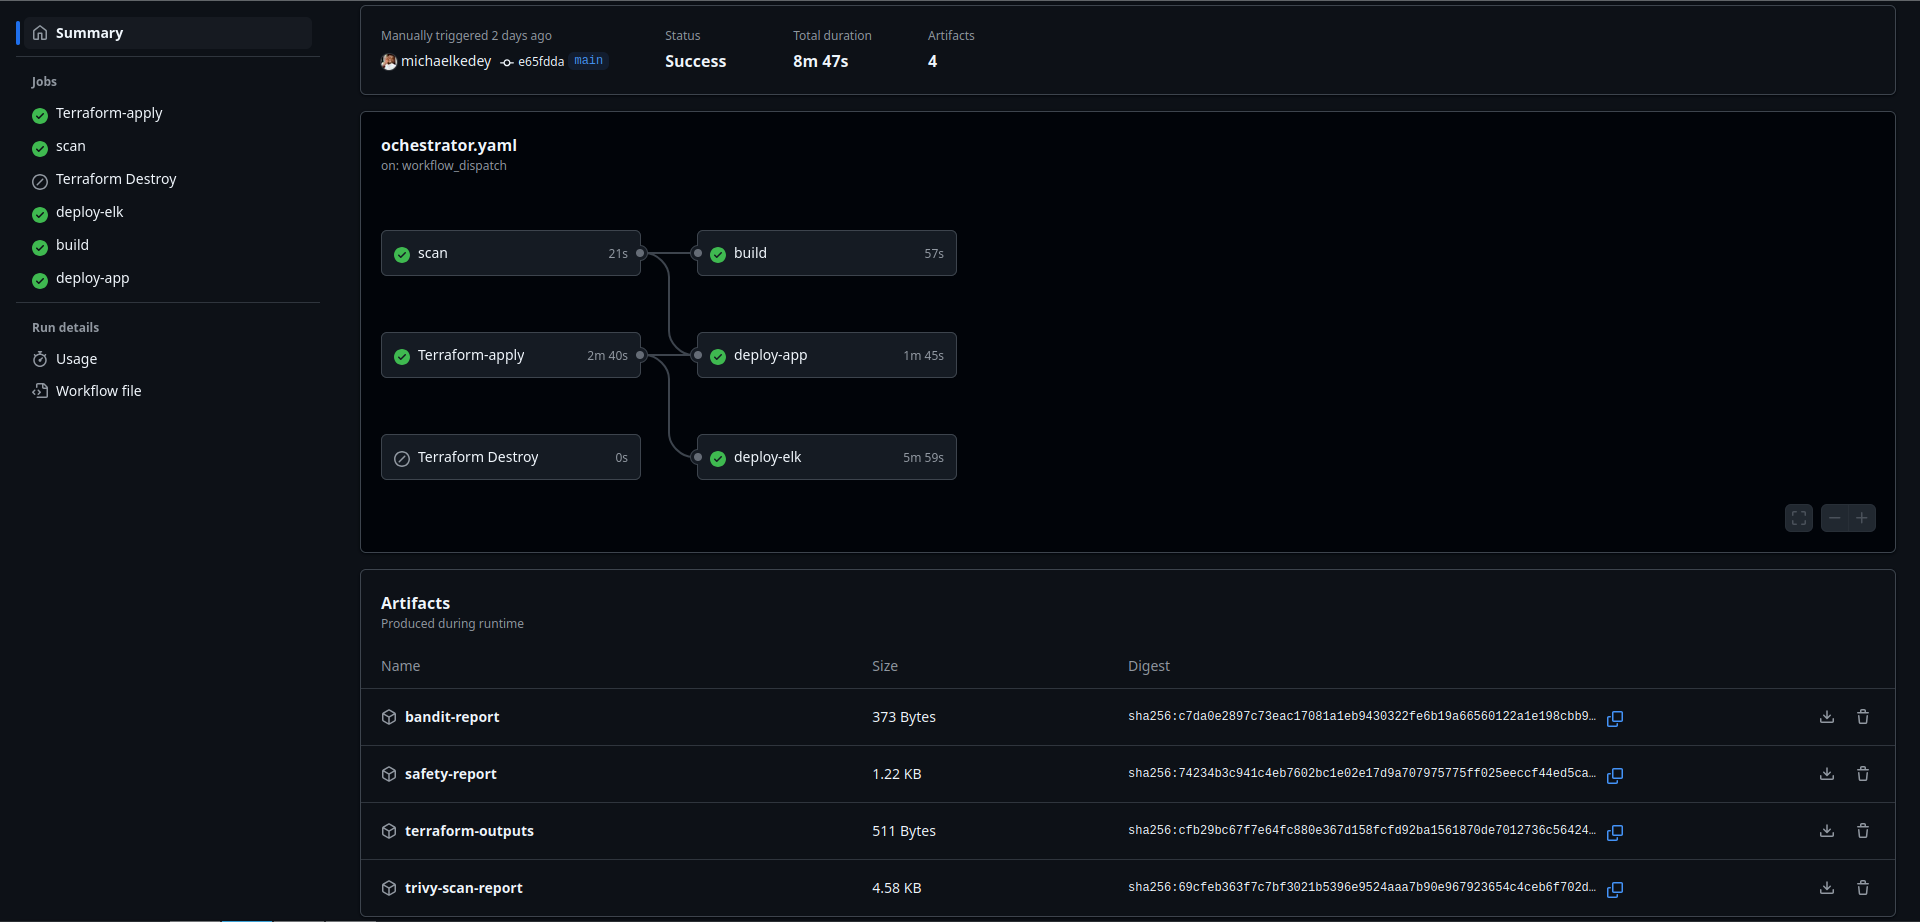 Summary
Jobs
Terraform-apply
scan
Terraform Destroy
deploy-elk
build
deploy-app
Run details
Usage
Workflow file
Manually triggered 2 days ago
michaelkedey e65fdda main
Status
Success
Total duration
8m 47s
Artifacts
4
ochestrator.yaml
on: workflow_dispatch
scan 21s
build 57s
Terraform-apply 2m 40s
deploy-app 1m 45s
Terraform Destroy 0s
deploy-elk 5m 59s
Artifacts
Produced during runtime
Name Size Digest
bandit-report 373 Bytes sha256:c7da0e2897c73eac17081a1eb9430322fe6b19a66560122a1e198cbb9…
safety-report 1.22 KB sha256:74234b3c941c4eb7602bc1e02e17d9a707975775ff025eeccf44ed5ca…
terraform-outputs 511 Bytes sha256:cfb29bc67f7e64fc880e367d158fcfd92ba1561870de7012736c56424…
trivy-scan-report 4.58 KB sha256:69cfeb363f7c7bf3021b5396e9524aaa7b90e967923654c4ceb6f702d…